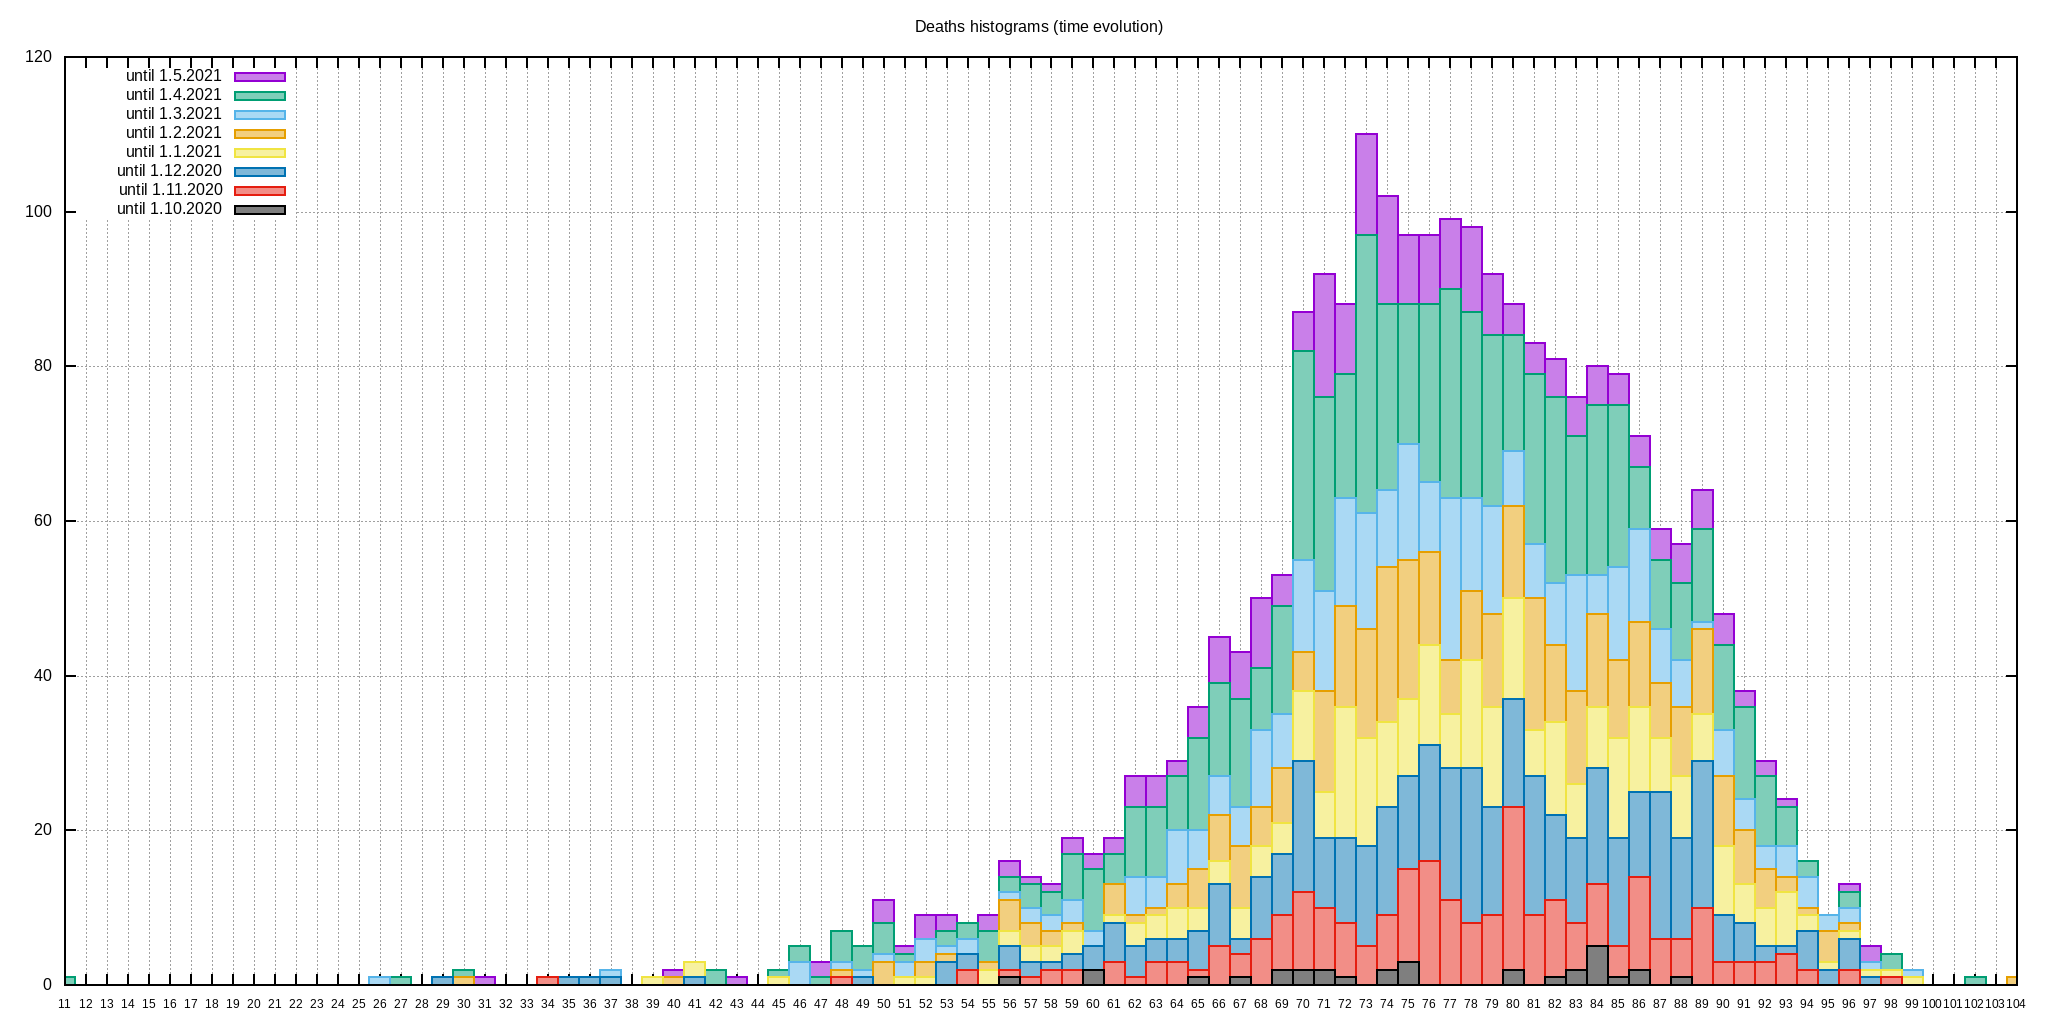 Deaths histograms (time evolution)
120
100
80
60
40
20
0
until 1.5.2021
until 1.4.2021
until 1.3.2021
until 1.2.2021
until 1.1.2021
until 1.12.2020
until 1.11.2020
until 1.10.2020
11 12 13 14 15 16 17 18 19 20 21 22 23 24 25 26 27 28 29 30 31 32 33 34 35 36 37 38 39 40 41 42 43 44 45 46 47 48 49 50 51 52 53 54 55 56 57 58 59 60 61 62 63 64 65 66 67 68 69 70 71 72 73 74 75 76 77 78 79 80 81 82 83 84 85 86 87 88 89 90 91 92 93 94 95 96 97 98 99 100 101 102 103 104